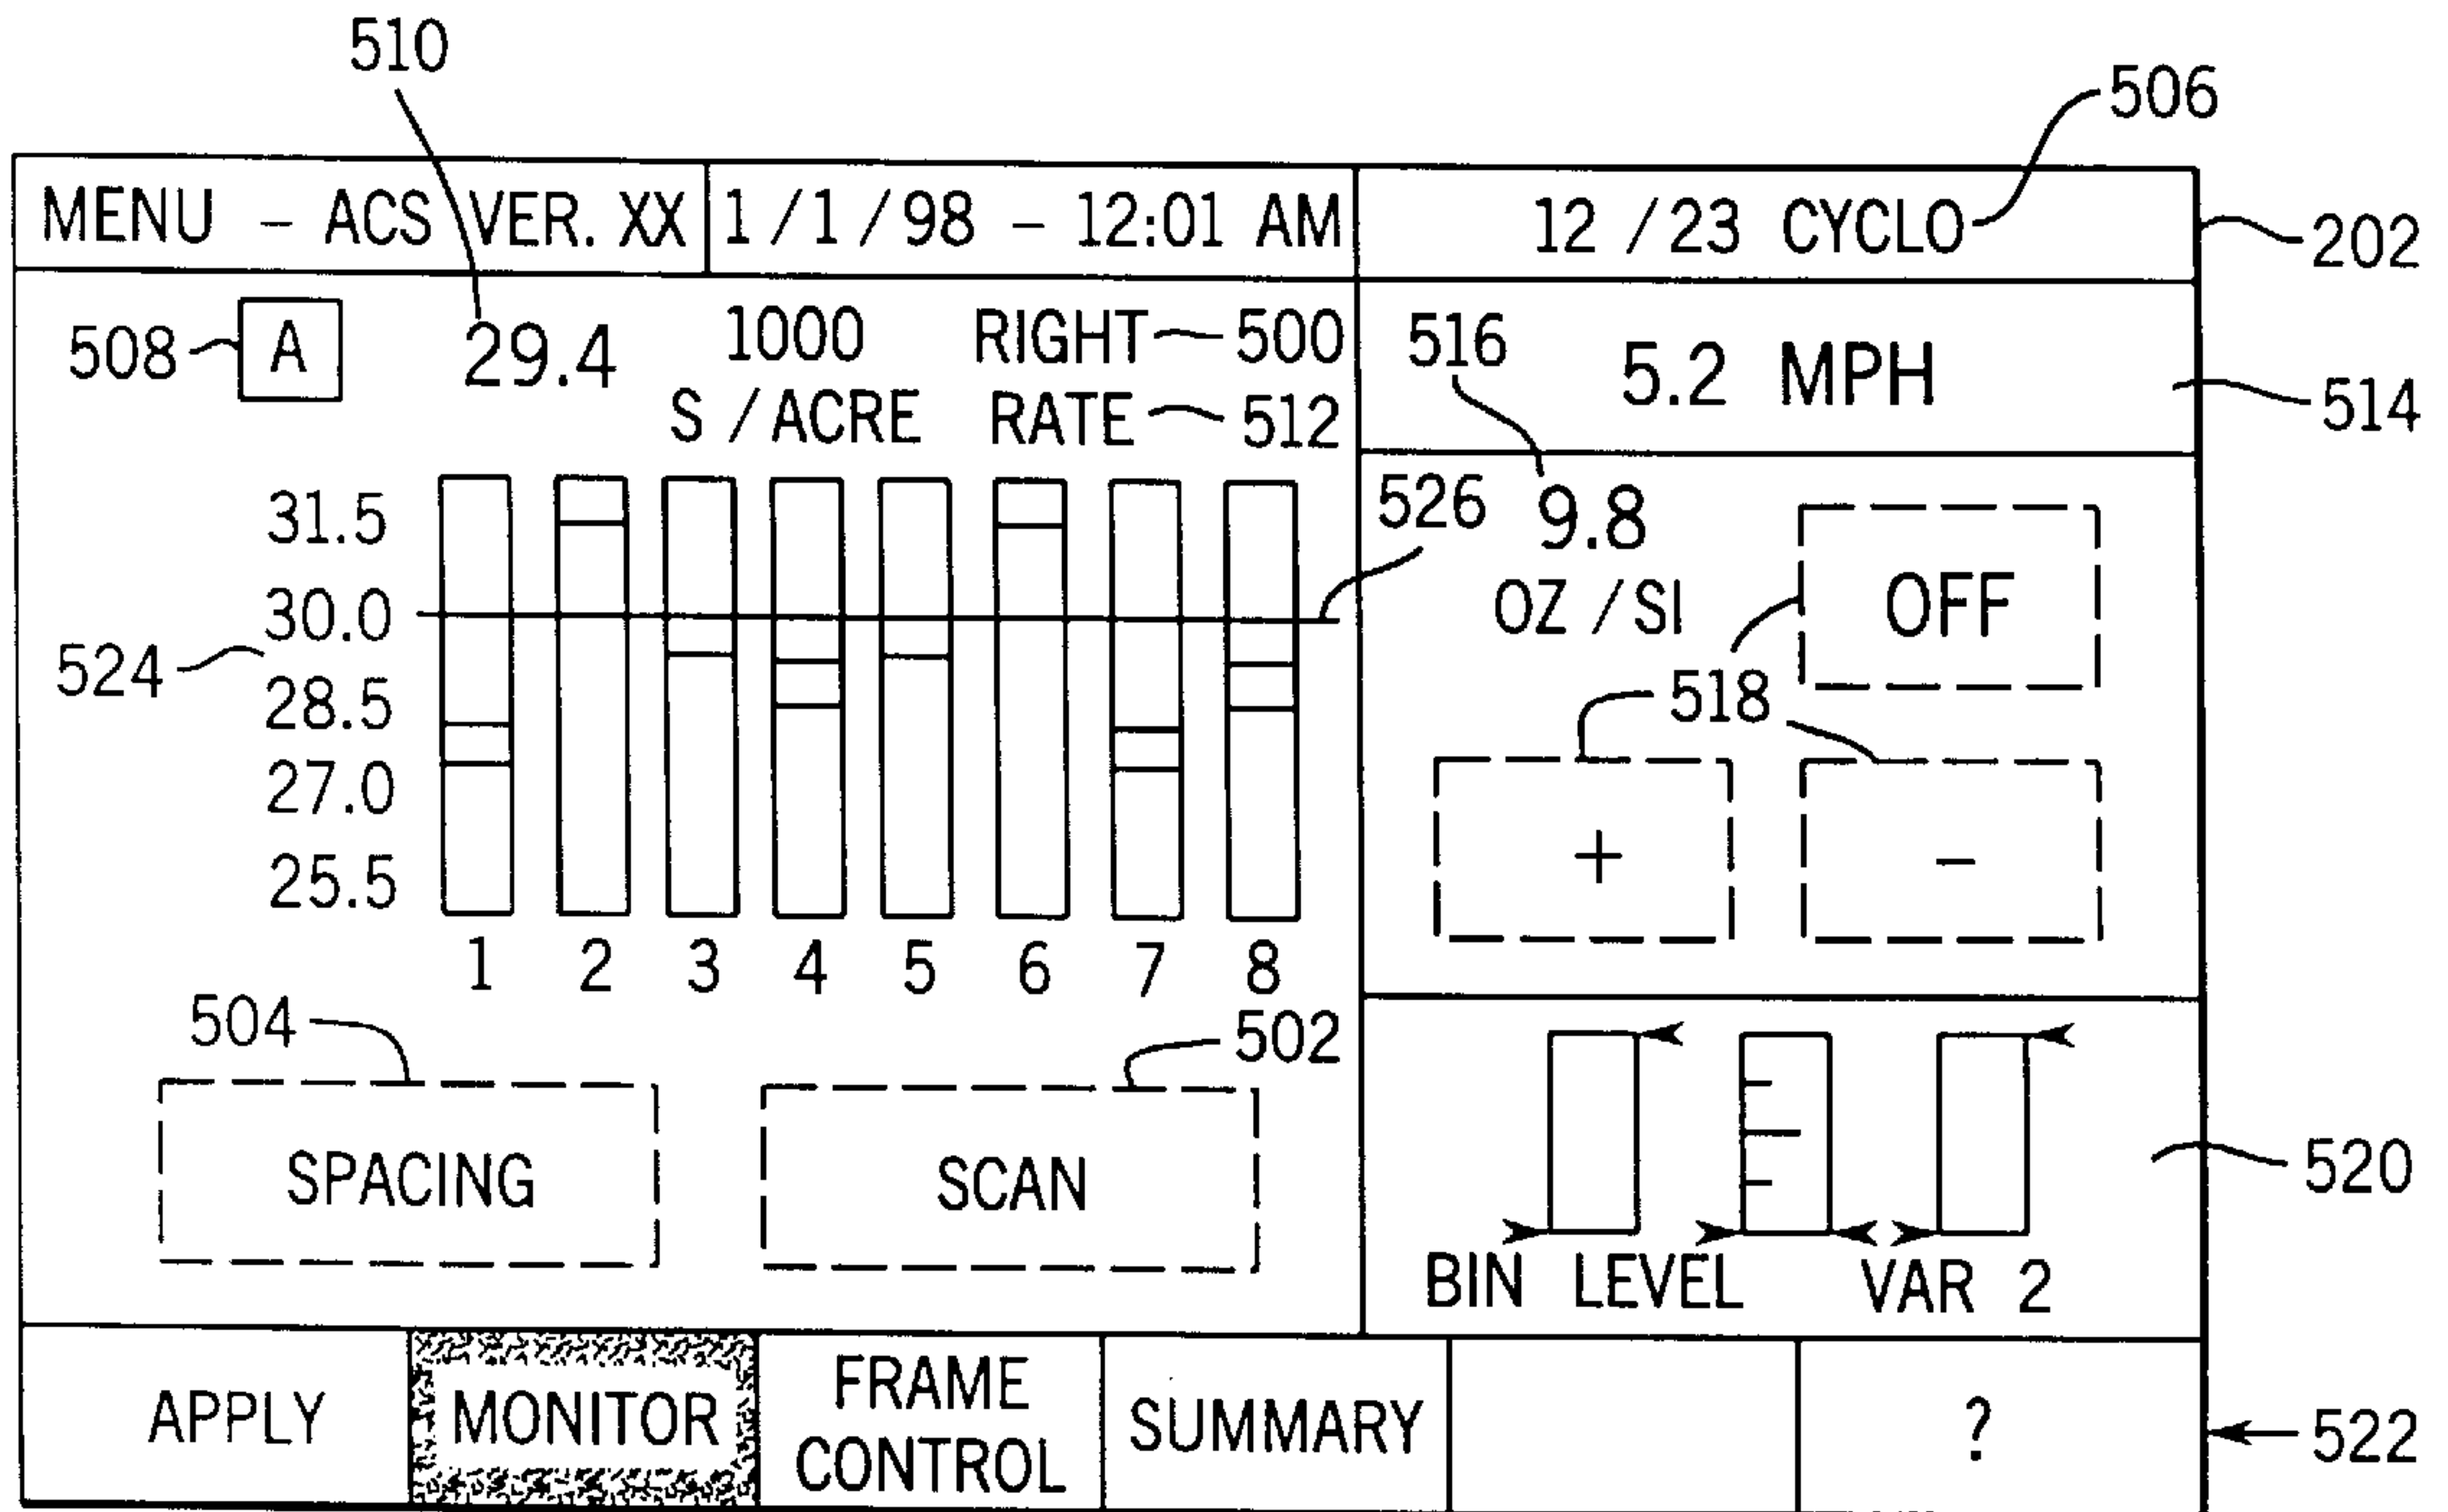 510
506
MENU – ACS VER. XX
1 / 1 / 98 – 12:01 AM
12 / 23 CYCLO
202
508
A
29.4
1000
S / ACRE
RIGHT
500
RATE
512
516
5.2 MPH
514
31.5
30.0
28.5
27.0
25.5
524
526
9.8
OZ / SI
OFF
518
+
–
1 2 3 4 5 6 7 8
504
502
SPACING
SCAN
BIN LEVEL
VAR 2
520
APPLY
MONITOR
FRAME
CONTROL
SUMMARY
?
522